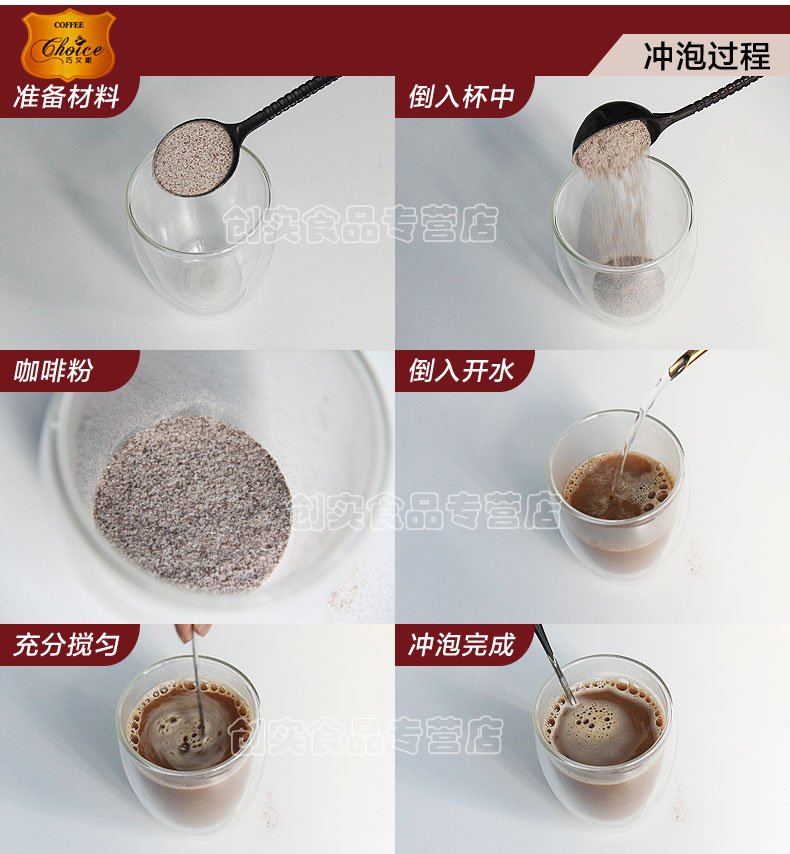 COFFEE
Choice
巧艾斯
冲泡过程
准备材料
倒入杯中
创实食品专营店
咖啡粉
倒入开水
创实食品专营店
充分搅匀
冲泡完成
创实食品专营店